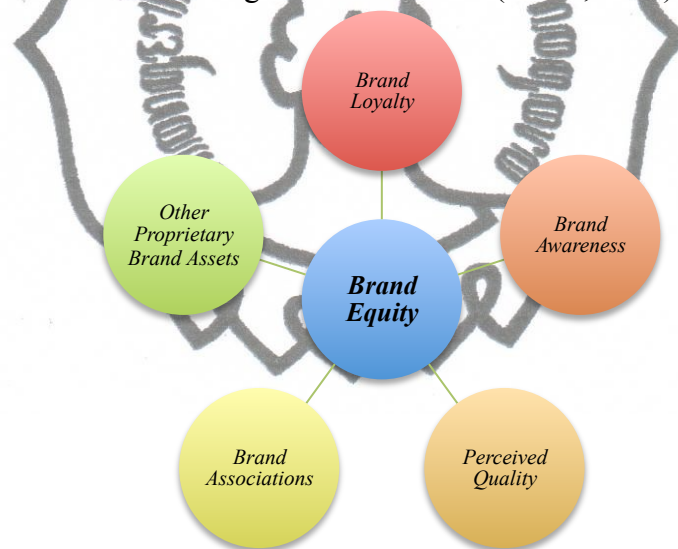 Brand
Loyalty
Other
Proprietary
Brand Assets
Brand
Awareness
Brand
Equity
Brand
Associations
Perceived
Quality